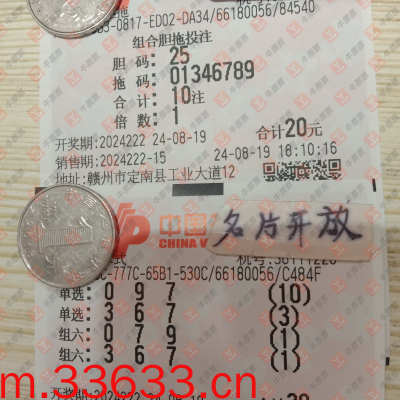 0817-ED02-DA34/66180056/84540
组合胆拖投注
胆 码: 25
拖 码: 01346789
合 计: 10注
倍 数: 1
开奖期:2024222 24-08-19 合计20元
销售期:2024222-15 24-08-19 18:10:16
地址:赣州市定南县工业大道12
中国
CHINA V
名片开放
C-777C-65B1-530C/66180056/C484F
单选: 0 9 7 (10)
单选: 3 6 7 (3)
组六: 0 7 9 (1)
组六: 3 6 7 (1)
m.33633.cn